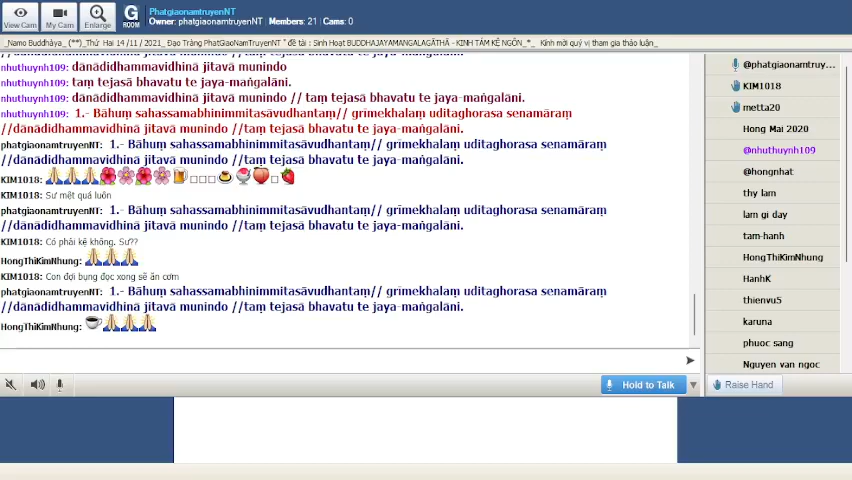 PhatgiaonamtruyenNT
Owner: phatgiaonamtruyenNT Members: 21 Cams: 0
View Cam
My Cam
Enlarge
G
ROOM
_Namo Buddhàya_ (**)_Thứ Hai 14 /11 / 2021_ Đạo Tràng PhatGiaoNamTruyenNT " đề tài : Sinh Hoạt BUDDHAJAYAMANGALAGĀTHĀ - KINH TÁM KỆ NGÔN_*_ Kính mời quý vị tham gia thảo luận_
nhuthuynh109: dānādidhammavidhinā jitavā munindo
nhuthuynh109: taṃ tejasā bhavatu te jaya-maṅgalāni.
nhuthuynh109: dānādidhammavidhinā jitavā munindo // taṃ tejasā bhavatu te jaya-maṅgalāni.
nhuthuynh109: 1.- Bāhuṃ sahassamabhinimmitasāvudhantaṃ// grīmekhalaṃ uditaghorasa senamāraṃ
//dānādidhammavidhinā jitavā munindo //taṃ tejasā bhavatu te jaya-maṅgalāni.
phatgiaonamtruyenNT: 1.- Bāhuṃ sahassamabhinimmitasāvudhantaṃ// grīmekhalaṃ uditaghorasa senamāraṃ
//dānādidhammavidhinā jitavā munindo //taṃ tejasā bhavatu te jaya-maṅgalāni.
KIM1018:
KIM1018: Sư mệt quá luôn
phatgiaonamtruyenNT: 1.- Bāhuṃ sahassamabhinimmitasāvudhantaṃ// grīmekhalaṃ uditaghorasa senamāraṃ
//dānādidhammavidhinā jitavā munindo //taṃ tejasā bhavatu te jaya-maṅgalāni.
KIM1018: Có phải kệ không. Sư??
HongThiKimNhung:
KIM1018: Con đợi bụng đọc xong sẽ ăn cơm
phatgiaonamtruyenNT: 1.- Bāhuṃ sahassamabhinimmitasāvudhantaṃ// grīmekhalaṃ uditaghorasa senamāraṃ
//dānādidhammavidhinā jitavā munindo //taṃ tejasā bhavatu te jaya-maṅgalāni.
HongThiKimNhung:
Hold to Talk
@phatgiaonamtruy...
KIM1018
metta20
Hong Mai 2020
@nhuthuynh109
@hongnhat
thy lam
lam gi day
tam-hanh
HongThiKimNhung
HanhK
thienvu5
karuna
phuoc sang
Nguyen van ngoc
Raise Hand